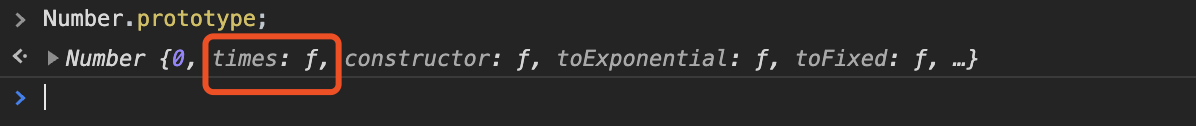 Number.prototype;
Number {0, times: ƒ, constructor: ƒ, toExponential: ƒ, toFixed: ƒ, …}